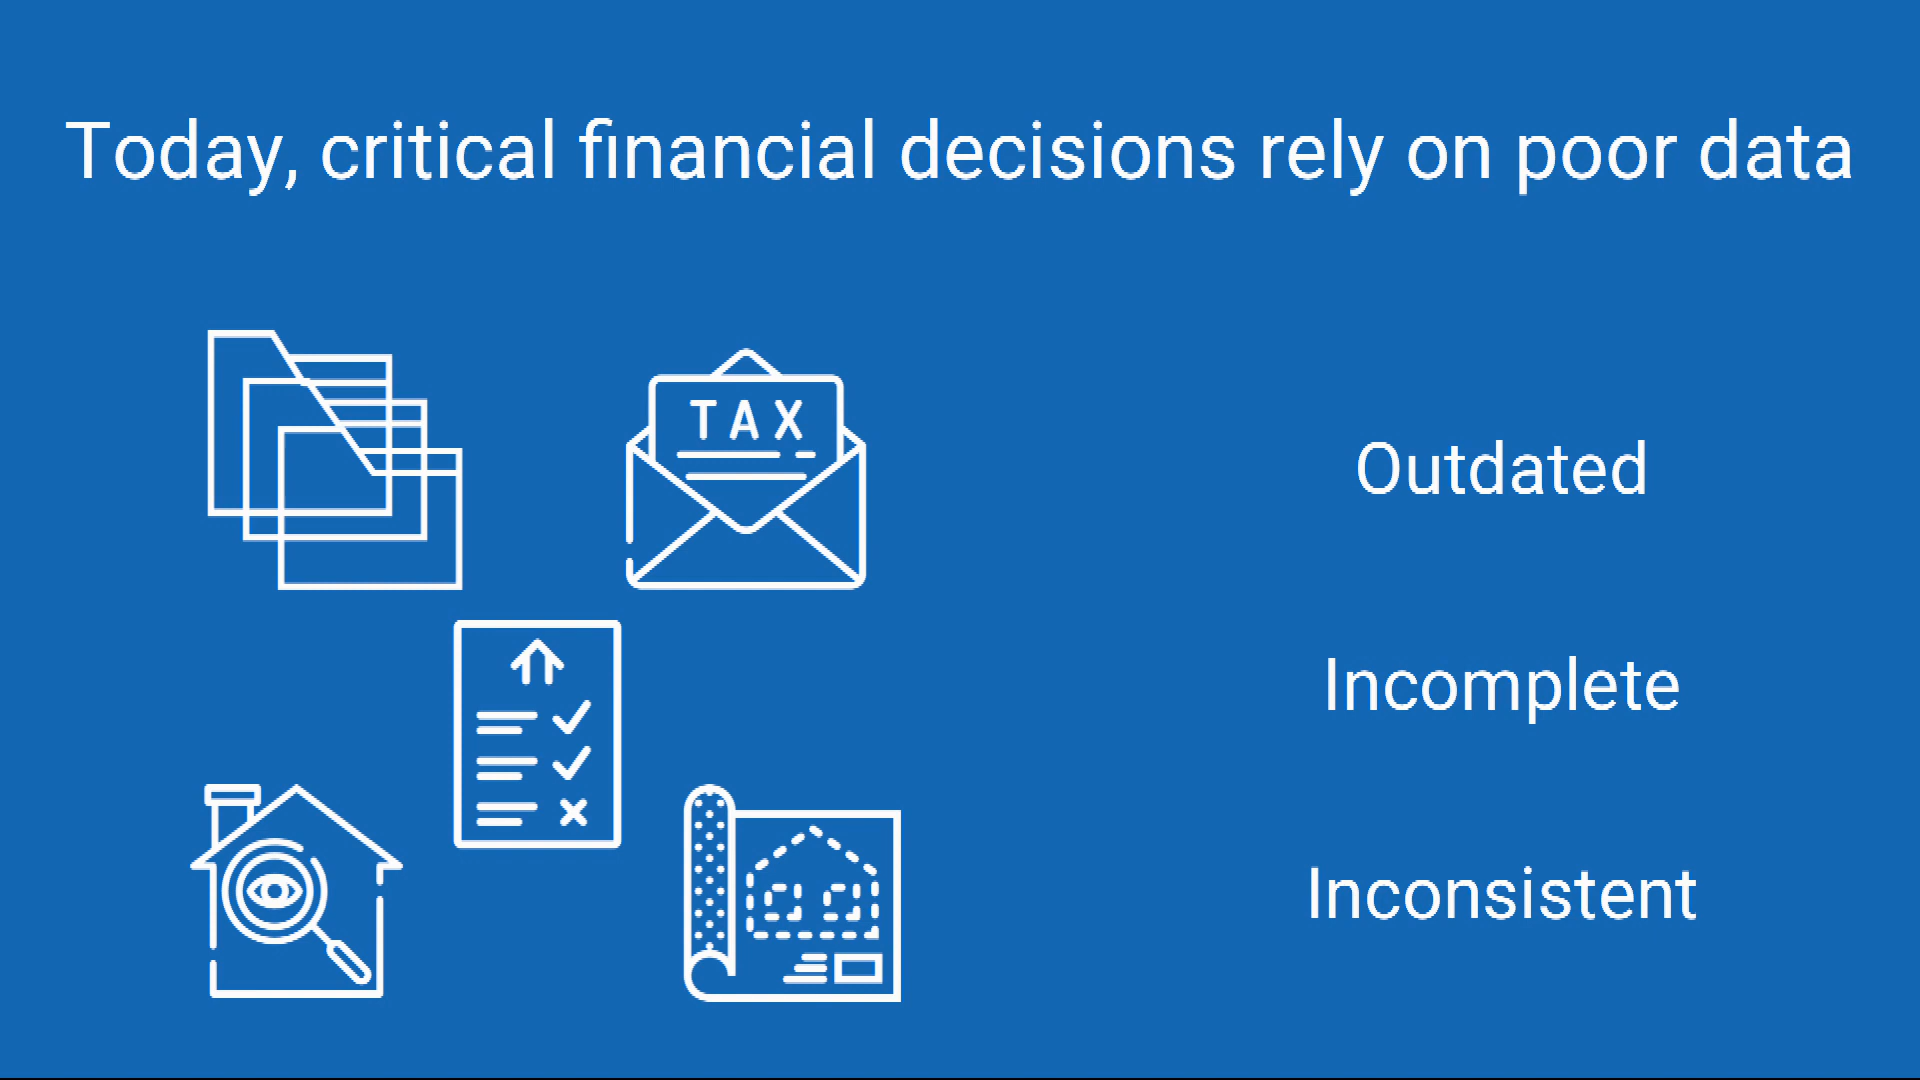 Today, critical financial decisions rely on poor data
TAX
Outdated
Incomplete
Inconsistent